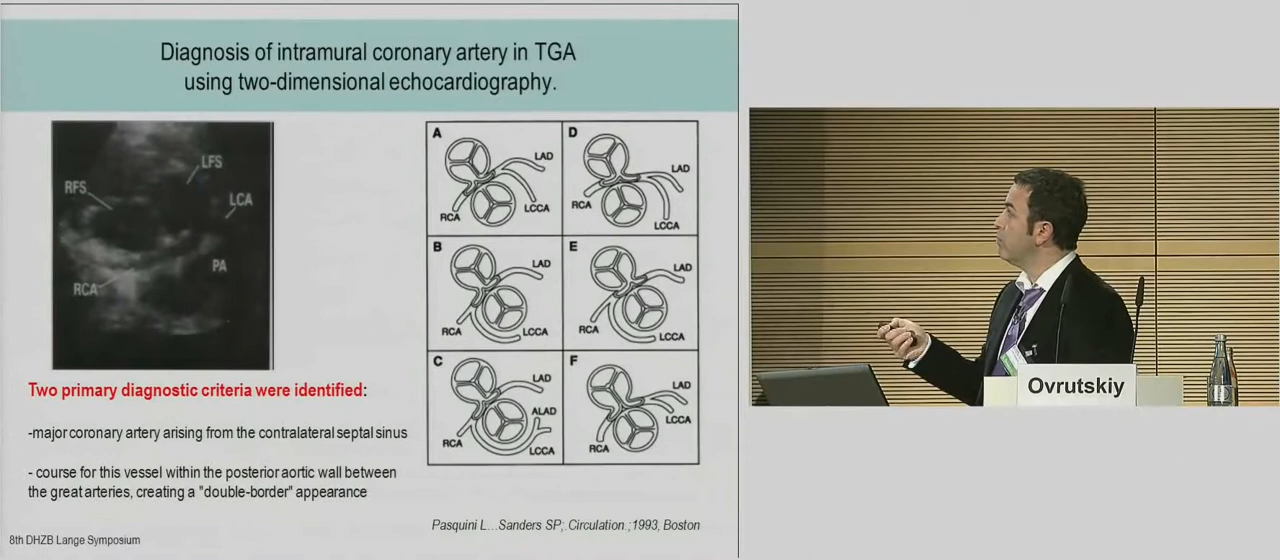 Diagnosis of intramural coronary artery in TGA
using two-dimensional echocardiography.
LFS
RFS
LCA
PA
RCA
A
LAD
RCA
LCCA
D
LAD
RCA
LCCA
B
LAD
RCA
LCCA
E
LAD
RCA
LCCA
C
LAD
ALAD
RCA
LCCA
F
LAD
LCCA
RCA
Two primary diagnostic criteria were identified:
-major coronary artery arising from the contralateral septal sinus
- course for this vessel within the posterior aortic wall between
the great arteries, creating a "double-border" appearance
Pasquini L...Sanders SP;. Circulation.;1993, Boston
8th DHZB Lange Symposium
Ovrutskiy